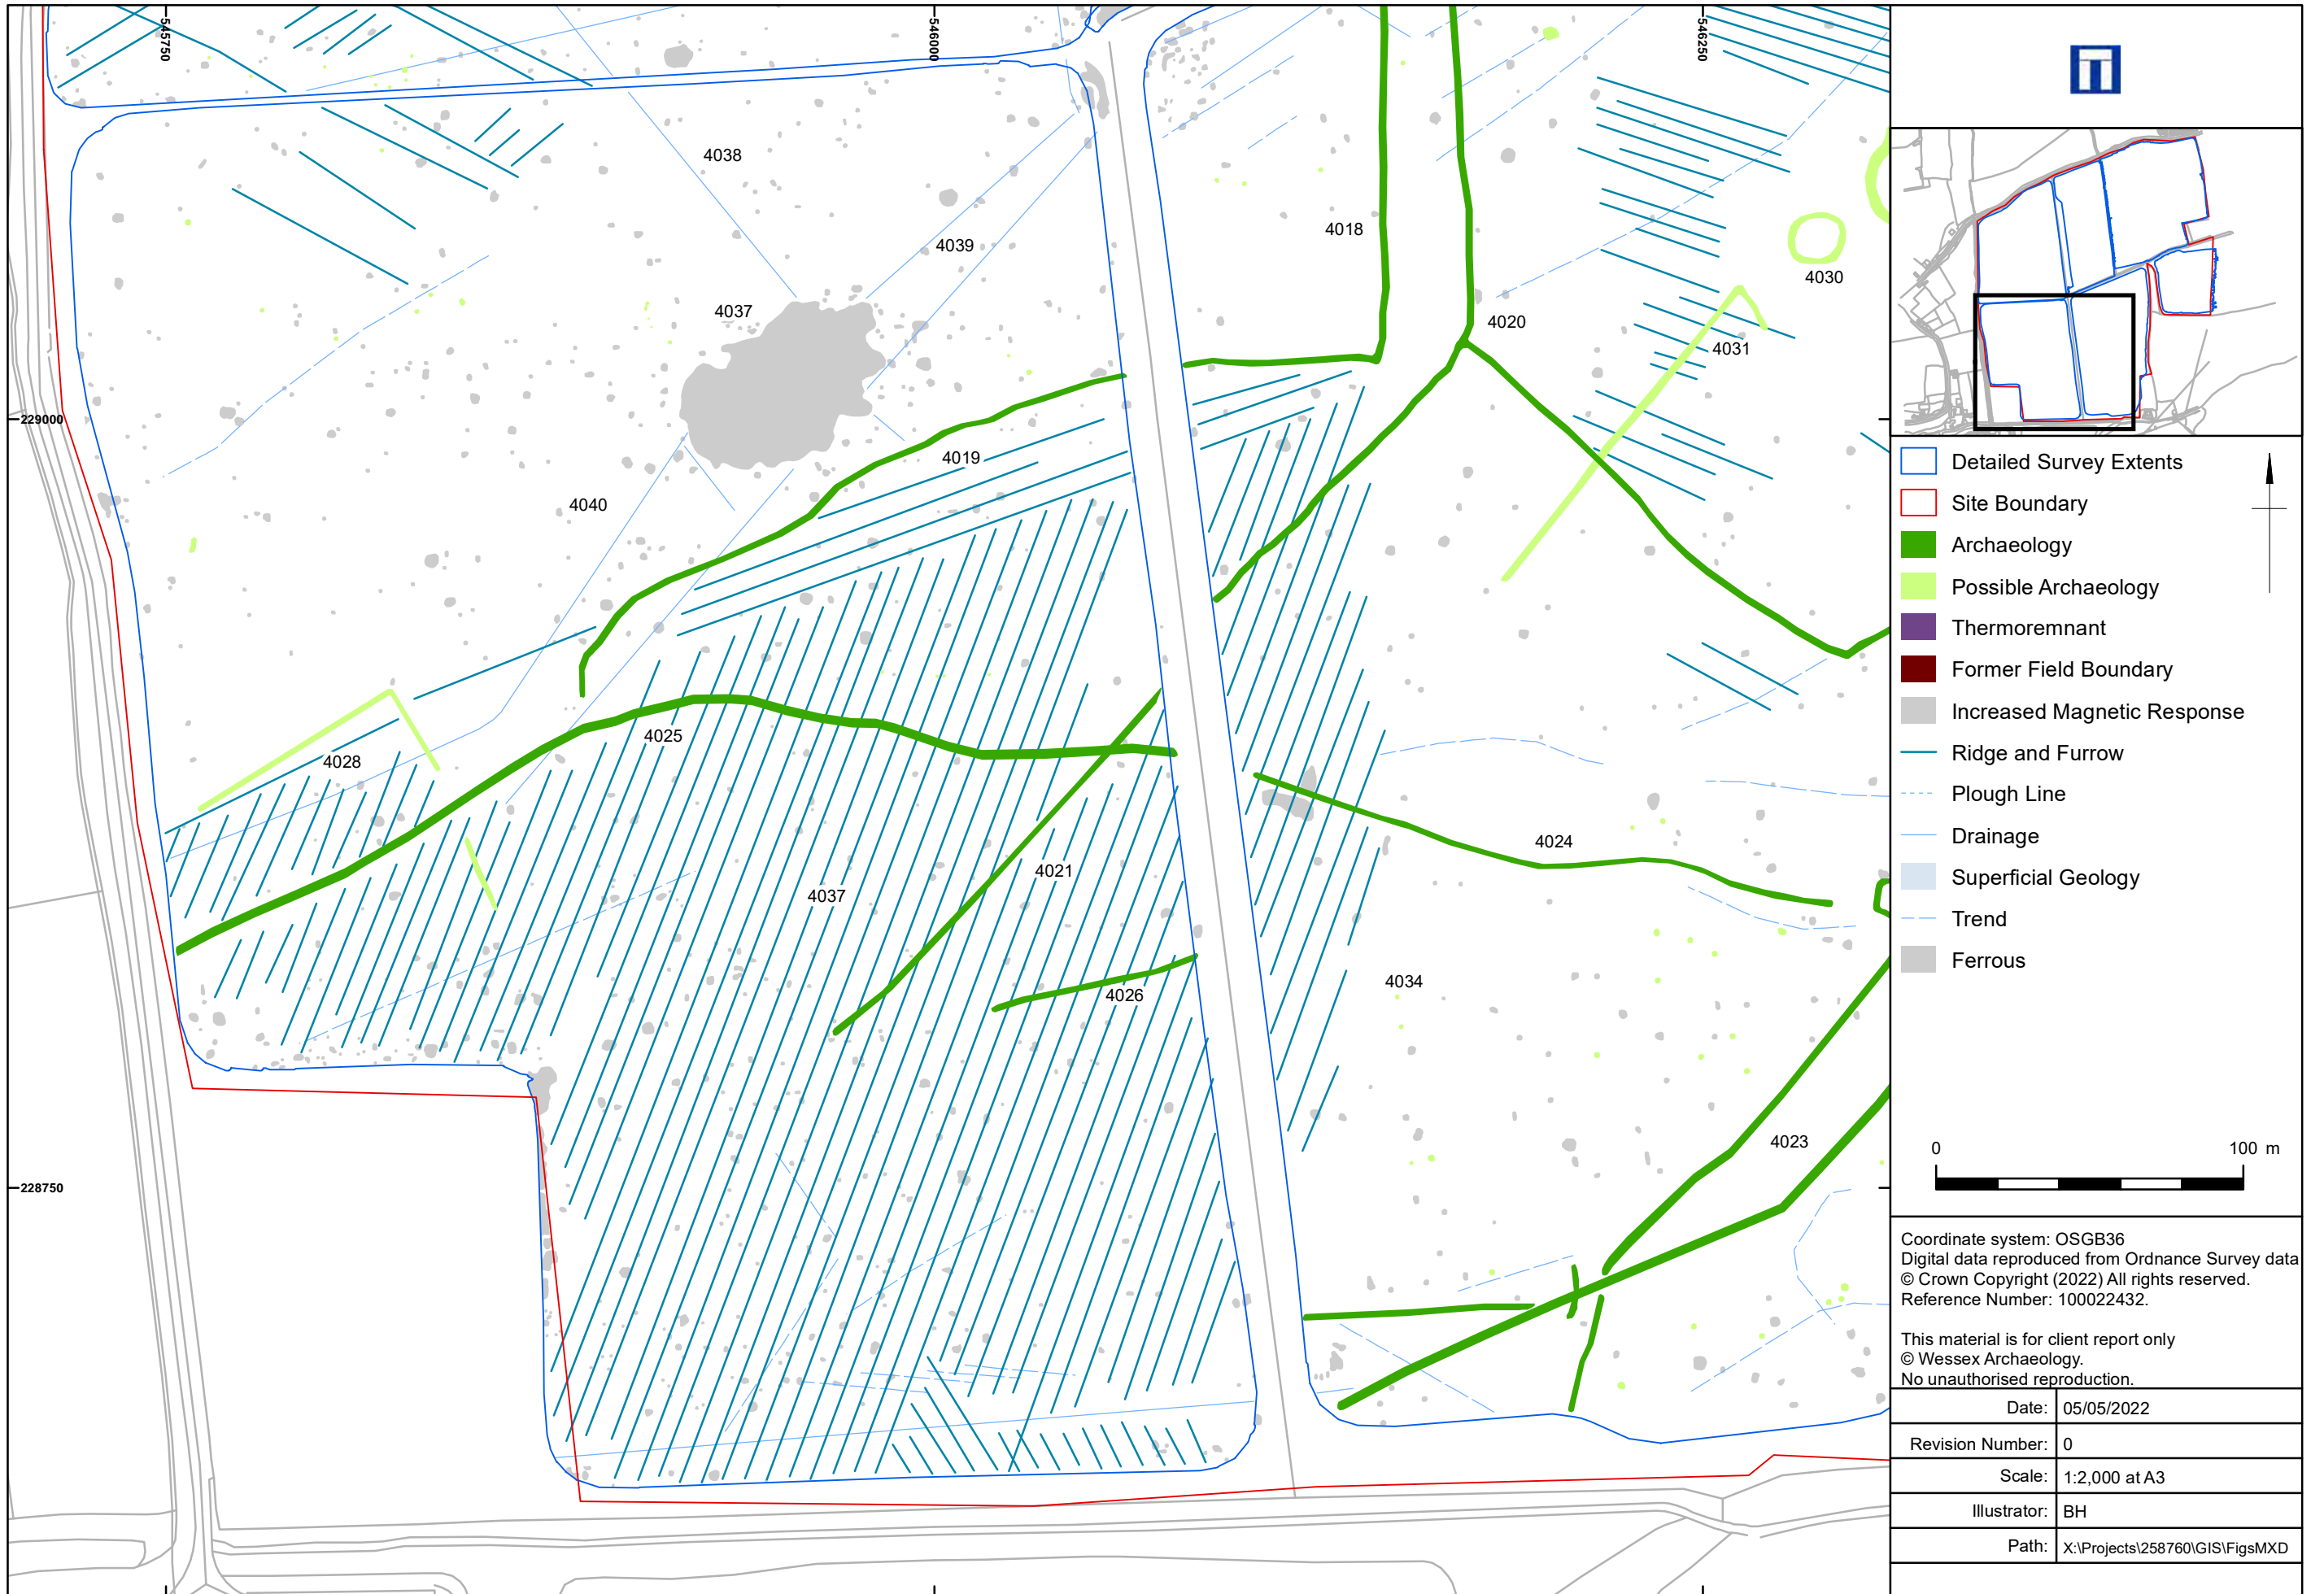 545750
546000
546250
229000
228750
4038
4018
4039
4030
4037
4020
4031
4019
4040
4025
4028
4024
4021
4037
4034
4026
4023
Detailed Survey Extents
Site Boundary
Archaeology
Possible Archaeology
Thermoremnant
Former Field Boundary
Increased Magnetic Response
Ridge and Furrow
Plough Line
Drainage
Superficial Geology
Trend
Ferrous
0 100 m
Coordinate system: OSGB36
Digital data reproduced from Ordnance Survey data
© Crown Copyright (2022) All rights reserved.
Reference Number: 100022432.
This material is for client report only
© Wessex Archaeology.
No unauthorised reproduction.
Date: 05/05/2022
Revision Number: 0
Scale: 1:2,000 at A3
Illustrator: BH
Path: X:\Projects\258760\GIS\FigsMXD